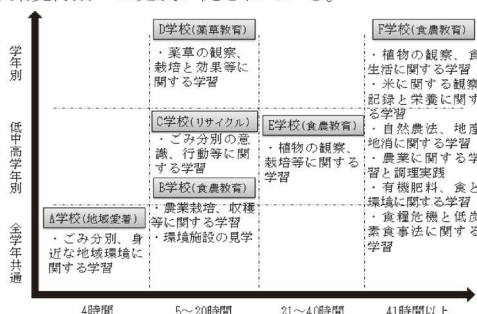 学年別
低中高学年別
全学年共通
D学校(薬草教育)
・薬草の観察、
栽培と効果等に
関する学習
C学校(リサイクル)
・ごみ分別の意
識、行動等に関
する学習
B学校(食農教育)
・農業栽培、収穫
等に関する学習
・環境施設の見学
A学校(地域愛着)
・ごみ分別、身
近な地域環境に
関する学習
E学校(食農教育)
・植物の観察、
栽培等に関する
学習
F学校(食農教育)
・植物の観察、食
生活に関する学習
・米に関する観察
記録と栄養に関す
る学習
・自然農法、地産
地消に関する学習
・農業に関する学
習と調理実践
・有機肥料、食と
環境に関する学習
・食糧危機と低炭
素食事法に関する
学習
4時間
5～20時間
21～40時間
41時間以上